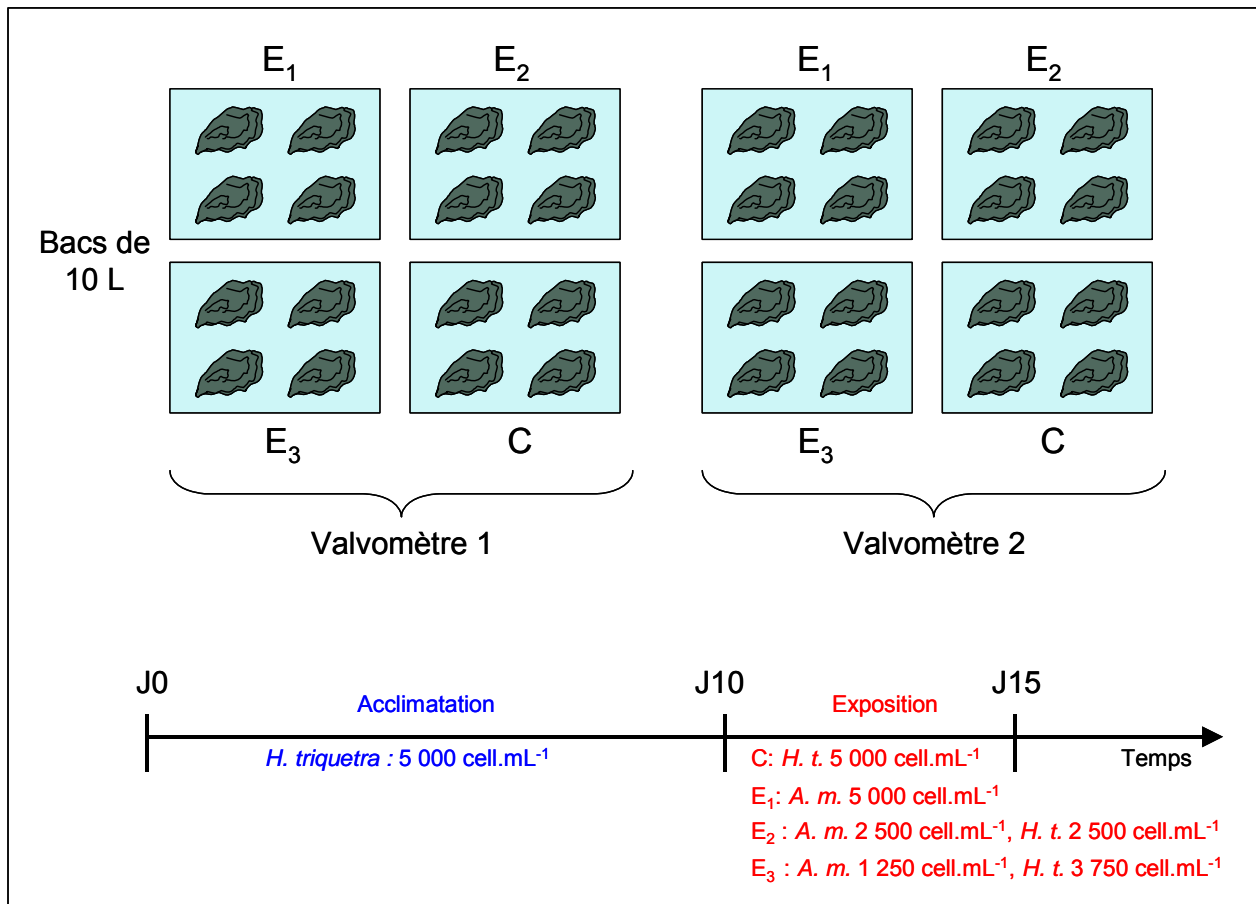 E₁ E₂ E₁ E₂
Bacs de
10 L
E₃ C E₃ C
Valvomètre 1 Valvomètre 2
J0 J10 J15
Acclimatation Exposition
H. triquetra : 5 000 cell.mL⁻¹
Temps
C: H. t. 5 000 cell.mL⁻¹
E₁: A. m. 5 000 cell.mL⁻¹
E₂ : A. m. 2 500 cell.mL⁻¹, H. t. 2 500 cell.mL⁻¹
E₃ : A. m. 1 250 cell.mL⁻¹, H. t. 3 750 cell.mL⁻¹